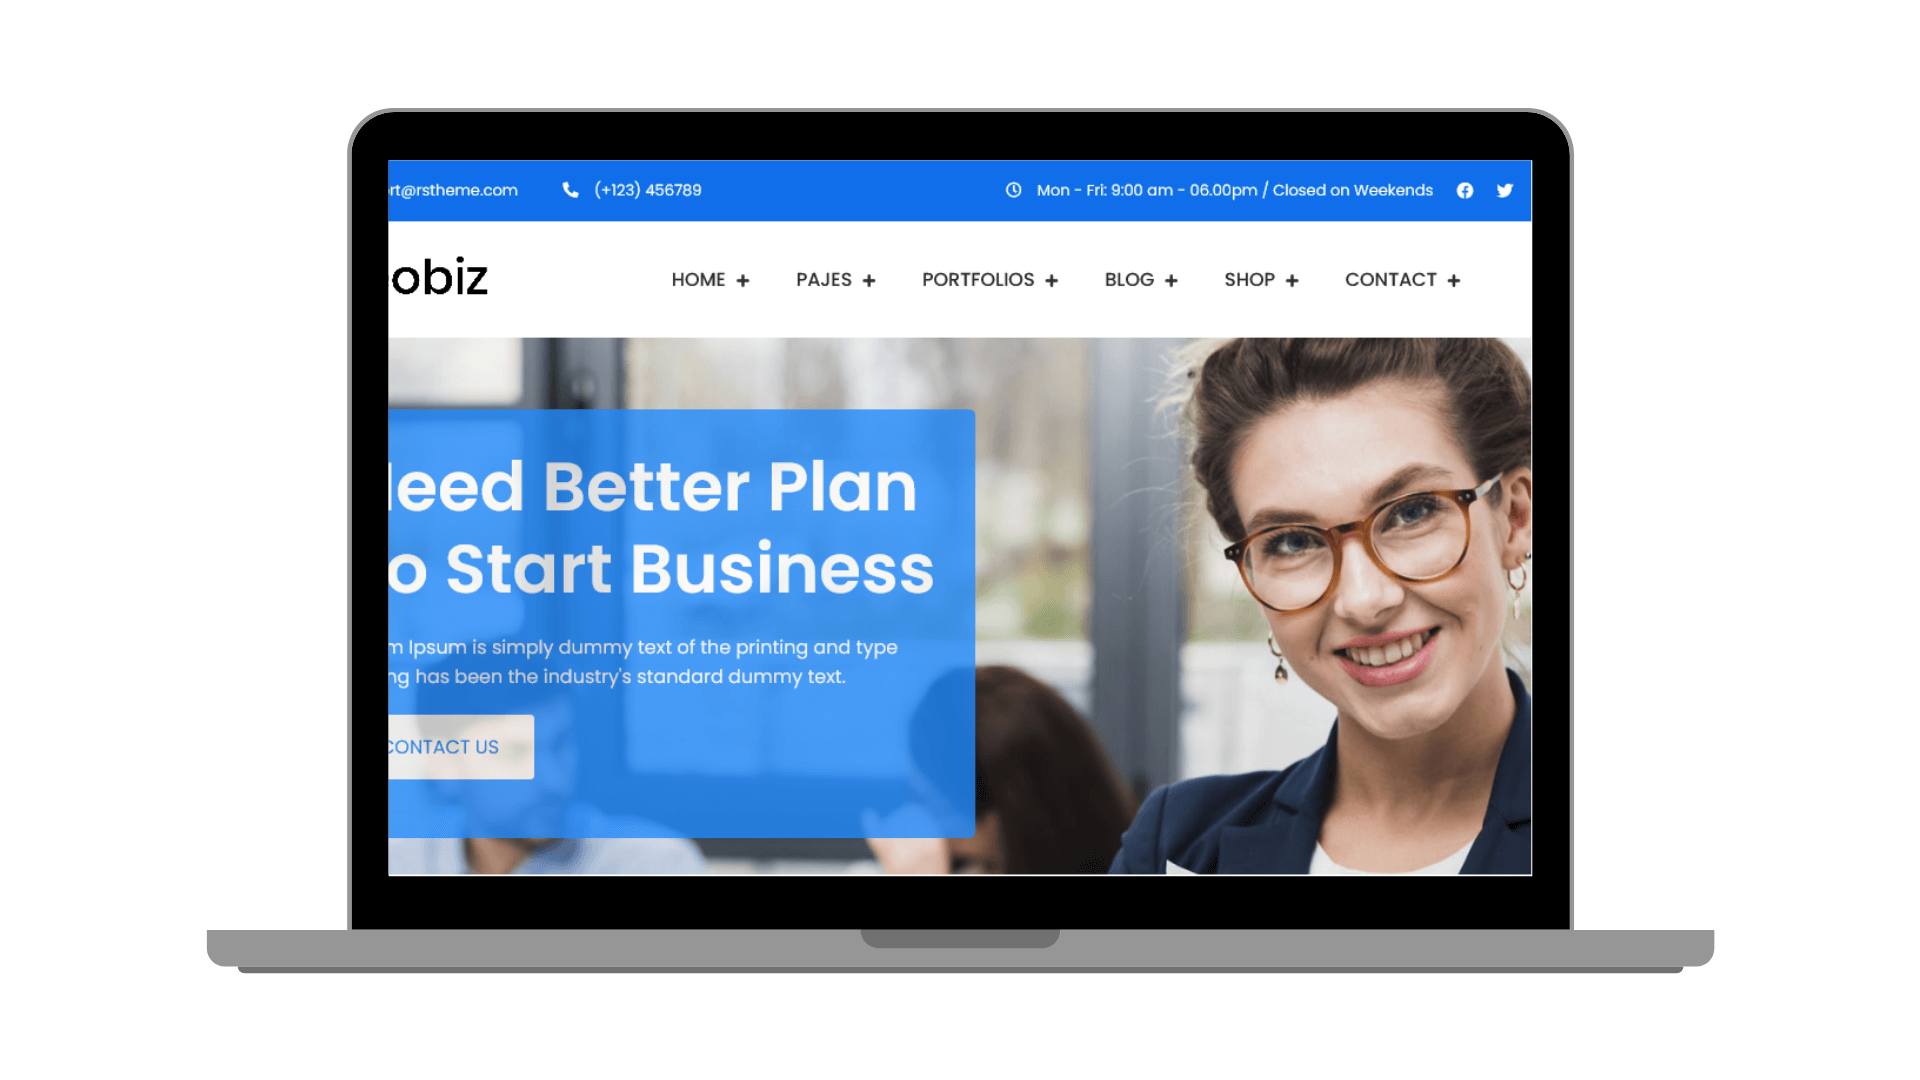 rt@rstheme.com (+123) 456789 Mon - Fri: 9:00 am - 06.00pm / Closed on Weekends
obiz HOME + PAJES + PORTFOLIOS + BLOG + SHOP + CONTACT +
eed Better Plan
o Start Business
m Ipsum is simply dummy text of the printing and type
ng has been the industry's standard dummy text.
CONTACT US